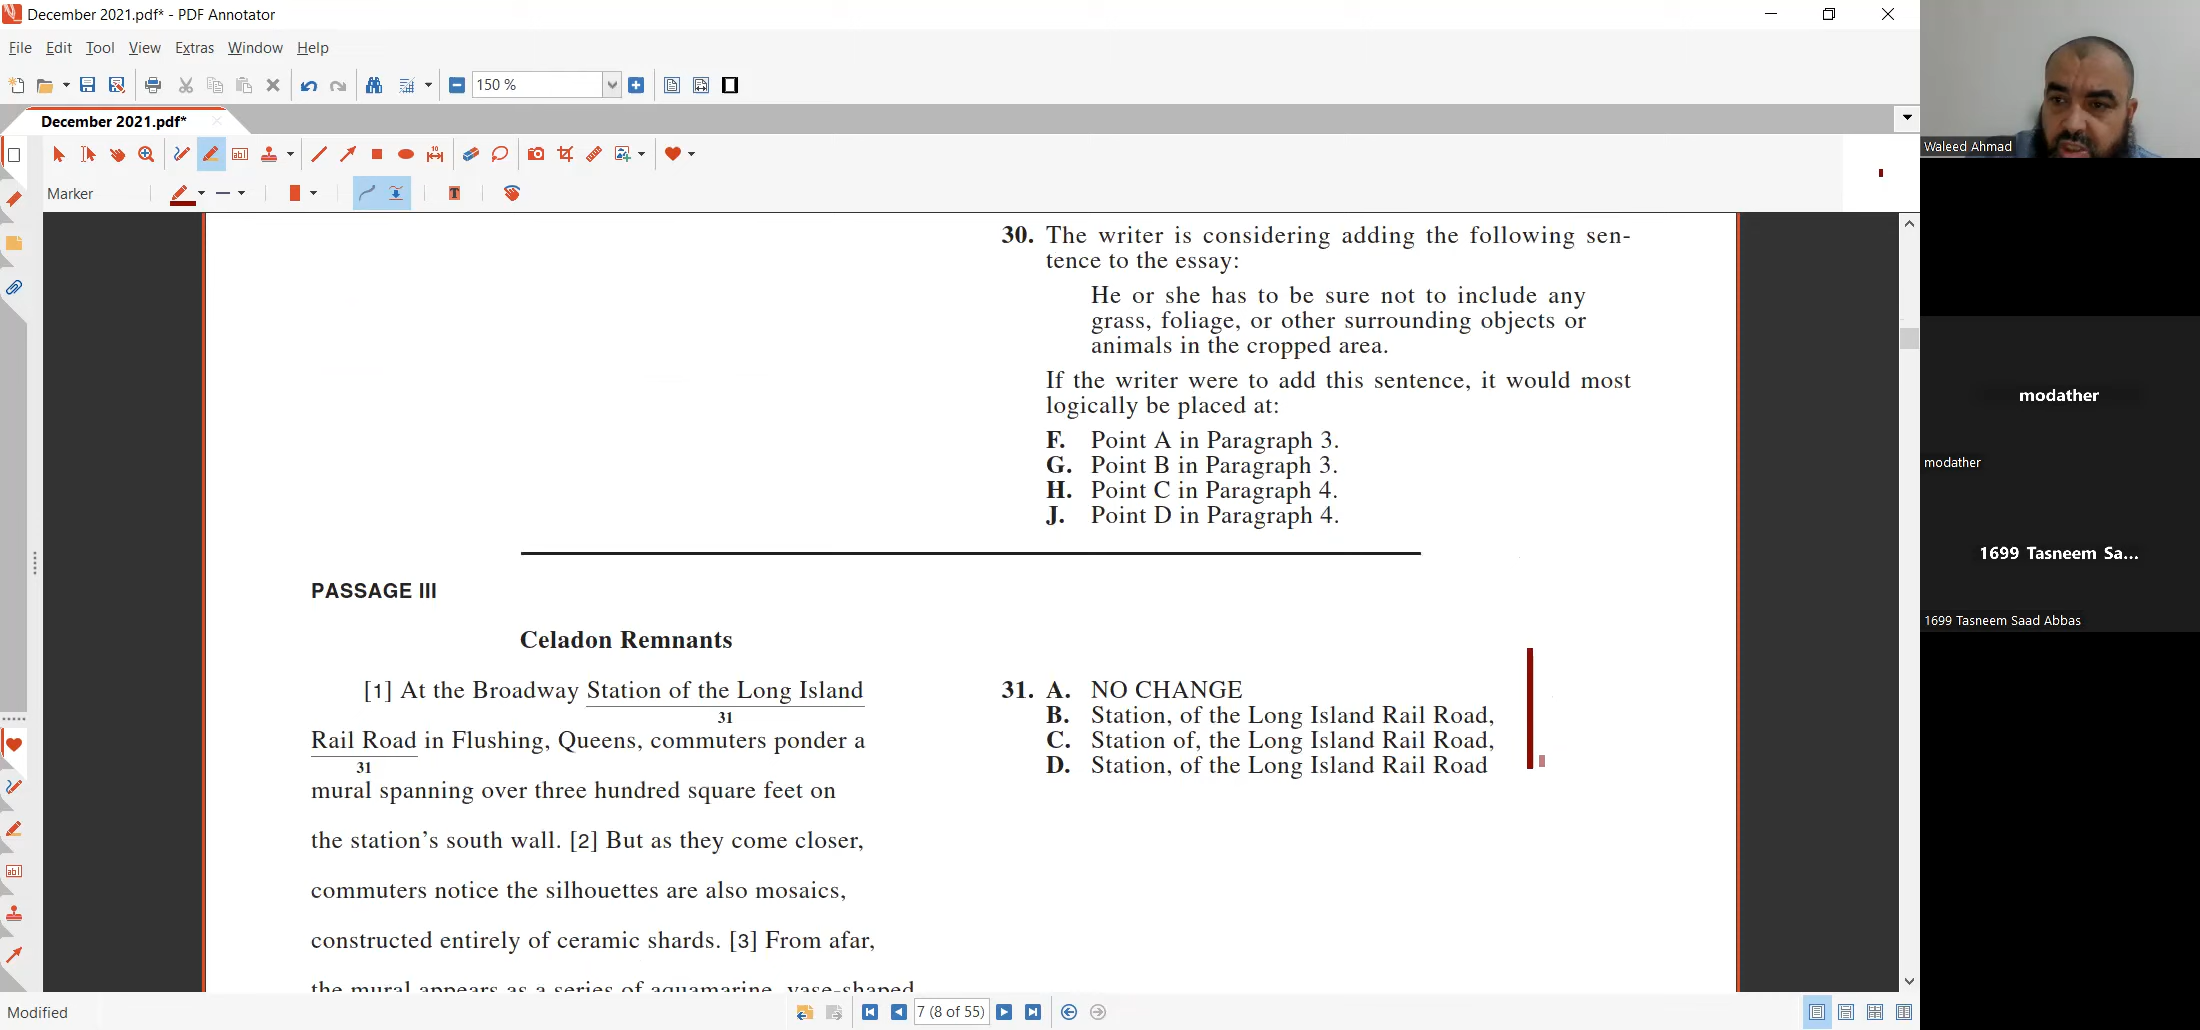 December 2021.pdf* - PDF Annotator
File Edit Tool View Extras Window Help
150 %
December 2021.pdf*
Marker
30. The writer is considering adding the following sen-
tence to the essay:
He or she has to be sure not to include any
grass, foliage, or other surrounding objects or
animals in the cropped area.
If the writer were to add this sentence, it would most
logically be placed at:
F. Point A in Paragraph 3.
G. Point B in Paragraph 3.
H. Point C in Paragraph 4.
J. Point D in Paragraph 4.
PASSAGE III
Celadon Remnants
[1] At the Broadway Station of the Long Island
31
Rail Road in Flushing, Queens, commuters ponder a
31
mural spanning over three hundred square feet on
the station's south wall. [2] But as they come closer,
commuters notice the silhouettes are also mosaics,
constructed entirely of ceramic shards. [3] From afar,
the mural appears as a series of aquamarine, vase-shaped
31. A. NO CHANGE
B. Station, of the Long Island Rail Road,
C. Station of, the Long Island Rail Road,
D. Station, of the Long Island Rail Road
Modified
7 (8 of 55)
Waleed Ahmad
modather
modather
1699 Tasneem Sa...
1699 Tasneem Saad Abbas